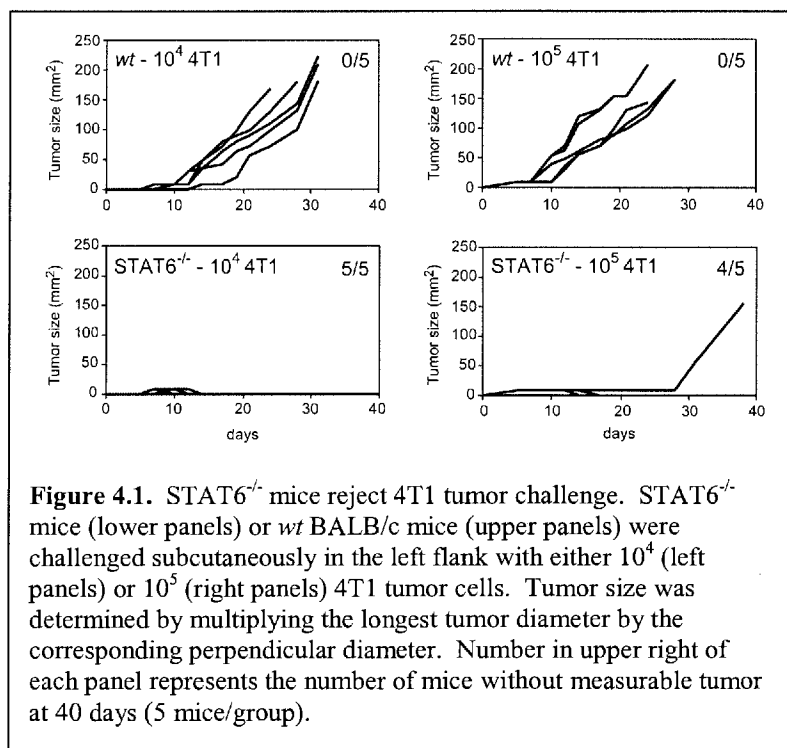 wt - 10⁴ 4T1
0/5
Tumor size (mm²)
250
200
150
100
50
0
0 10 20 30 40
wt - 10⁵ 4T1
0/5
Tumor size (mm²)
250
200
150
100
50
0
0 10 20 30 40
STAT6⁻/⁻ - 10⁴ 4T1
5/5
Tumor size (mm²)
250
200
150
100
50
0
0 10 20 30 40
days
STAT6⁻/⁻ - 10⁵ 4T1
4/5
Tumor size (mm²)
250
200
150
100
50
0
0 10 20 30 40
days
Figure 4.1. STAT6⁻/⁻ mice reject 4T1 tumor challenge. STAT6⁻/⁻
mice (lower panels) or wt BALB/c mice (upper panels) were
challenged subcutaneously in the left flank with either 10⁴ (left
panels) or 10⁵ (right panels) 4T1 tumor cells. Tumor size was
determined by multiplying the longest tumor diameter by the
corresponding perpendicular diameter. Number in upper right of
each panel represents the number of mice without measurable tumor
at 40 days (5 mice/group).